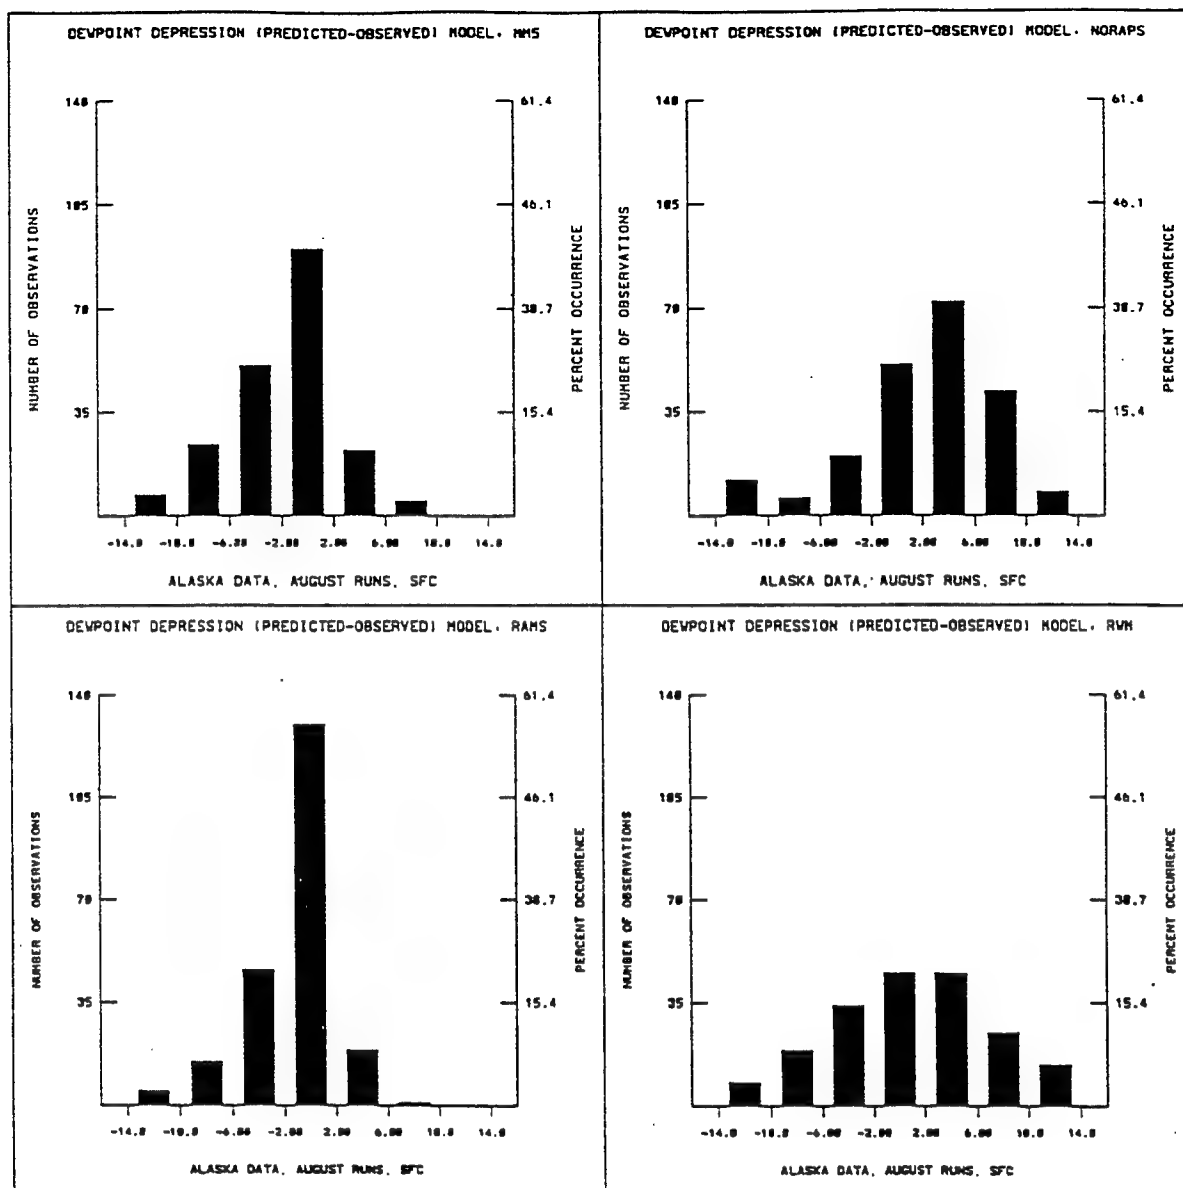 DEWPOINT DEPRESSION (PREDICTED-OBSERVED) MODEL. MM5
140
105
70
35
61.4
46.1
30.7
15.4
NUMBER OF OBSERVATIONS
PERCENT OCCURRENCE
-14.0 -10.0 -6.00 -2.00 2.00 6.00 10.0 14.0
ALASKA DATA, AUGUST RUNS, SFC
DEWPOINT DEPRESSION (PREDICTED-OBSERVED) MODEL. NORAPS
140
105
70
35
61.4
46.1
30.7
15.4
NUMBER OF OBSERVATIONS
PERCENT OCCURRENCE
-14.0 -10.0 -6.00 -2.00 2.00 6.00 10.0 14.0
ALASKA DATA, AUGUST RUNS, SFC
DEWPOINT DEPRESSION (PREDICTED-OBSERVED) MODEL. RAMS
140
105
70
35
61.4
46.1
30.7
15.4
NUMBER OF OBSERVATIONS
PERCENT OCCURRENCE
-14.0 -10.0 -6.00 -2.00 2.00 6.00 10.0 14.0
ALASKA DATA, AUGUST RUNS, SFC
DEWPOINT DEPRESSION (PREDICTED-OBSERVED) MODEL. RWM
140
105
70
35
61.4
46.1
30.7
15.4
NUMBER OF OBSERVATIONS
PERCENT OCCURRENCE
-14.0 -10.0 -6.00 -2.00 2.00 6.00 10.0 14.0
ALASKA DATA, AUGUST RUNS, SFC